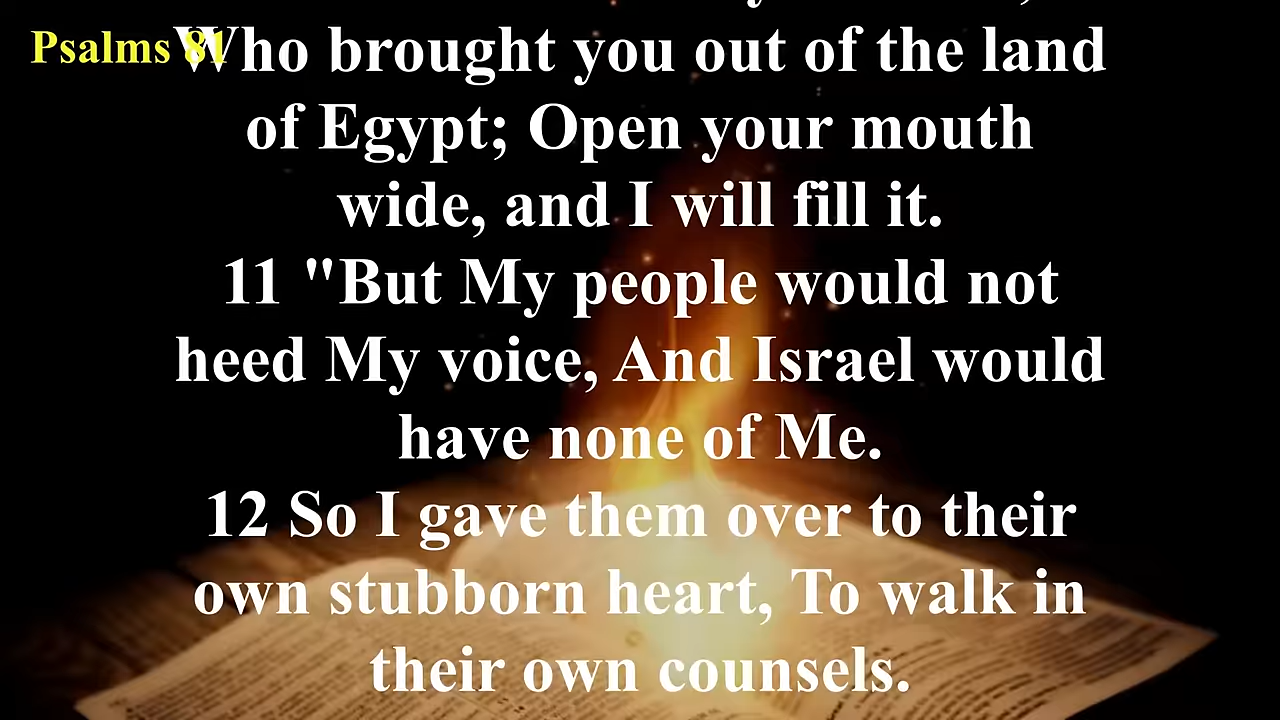 Psalms 81
Who brought you out of the land
of Egypt; Open your mouth
wide, and I will fill it.
11 "But My people would not
heed My voice, And Israel would
have none of Me.
12 So I gave them over to their
own stubborn heart, To walk in
their own counsels.